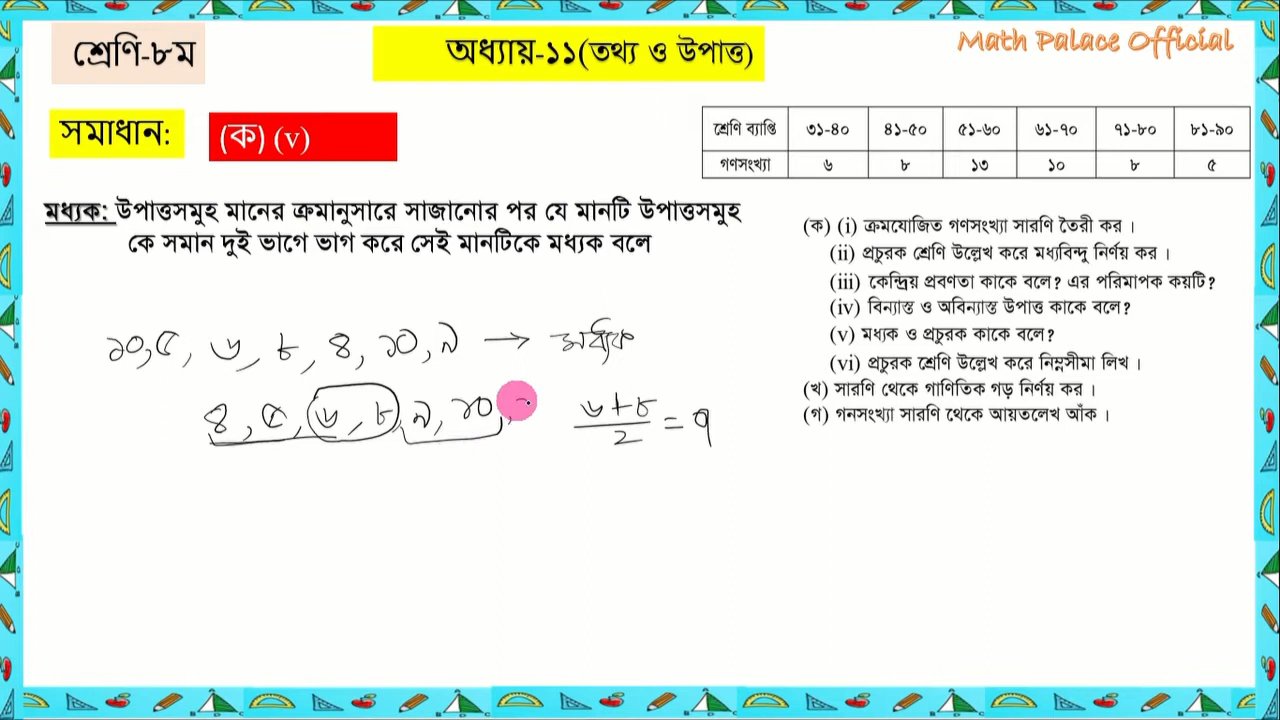 শ্রেণি-৮ম
অধ্যায়-১১(তথ্য ও উপাত্ত)
Math Palace Official
সমাধান:
(ক) (v)
শ্রেণি ব্যাপ্তি ৩১-৪০ ৪১-৫০ ৫১-৬০ ৬১-৭০ ৭১-৮০ ৮১-৯০
গণসংখ্যা ৬ ৮ ১৩ ১০ ৮ ৫
মধ্যক: উপাত্তসমুহ মানের ক্রমানুসারে সাজানোর পর যে মানটি উপাত্তসমুহ
কে সমান দুই ভাগে ভাগ করে সেই মানটিকে মধ্যক বলে
১০,৫, ৬, ৮, ৪, ১০, ৯ → মধ্যক
৪, ৫, ৬, ৮, ৯, ১০,
৬+৮
2
= ৭
(ক) (i) ক্রমযোজিত গণসংখ্যা সারণি তৈরী কর ।
(ii) প্রচুরক শ্রেণি উল্লেখ করে মধ্যবিন্দু নির্ণয় কর ।
(iii) কেন্দ্রিয় প্রবণতা কাকে বলে? এর পরিমাপক কয়টি?
(iv) বিন্যাস্ত ও অবিন্যাস্ত উপাত্ত কাকে বলে?
(v) মধ্যক ও প্রচুরক কাকে বলে?
(vi) প্রচুরক শ্রেণি উল্লেখ করে নিম্নসীমা লিখ ।
(খ) সারণি থেকে গাণিতিক গড় নির্ণয় কর ।
(গ) গনসংখ্যা সারণি থেকে আয়তলেখ আঁক ।